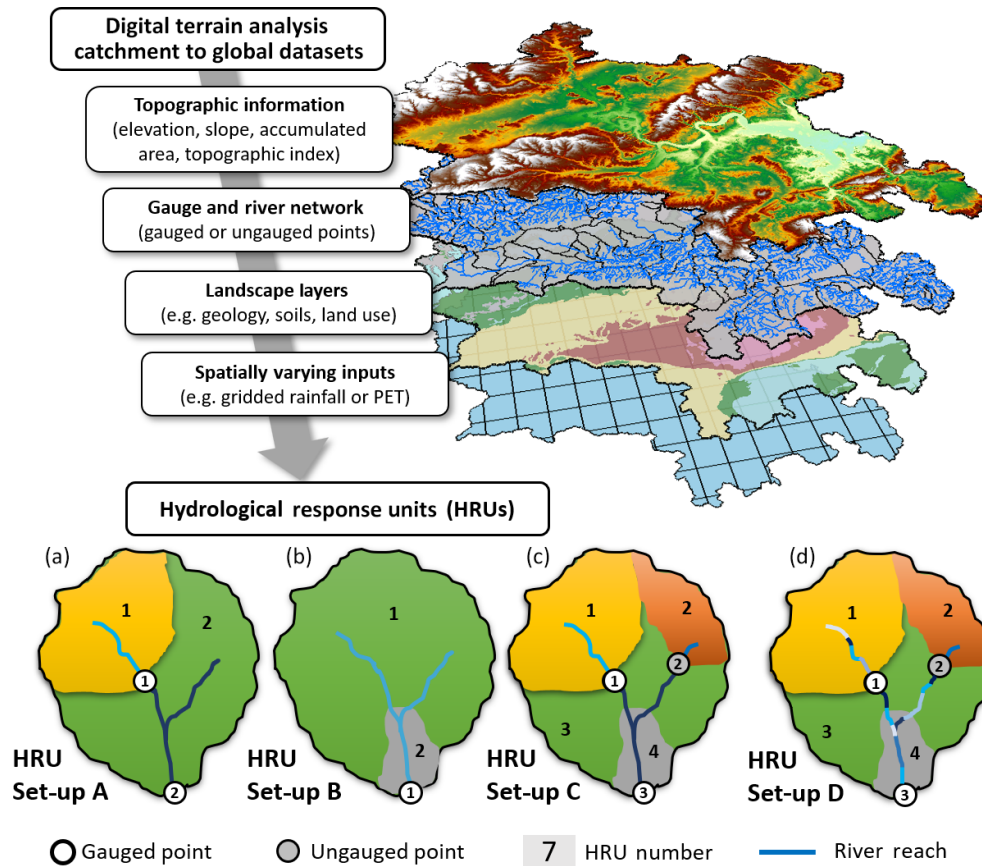 Digital terrain analysis
catchment to global datasets
Topographic information
(elevation, slope, accumulated
area, topographic index)
Gauge and river network
(gauged or ungauged points)
Landscape layers
(e.g. geology, soils, land use)
Spatially varying inputs
(e.g. gridded rainfall or PET)
Hydrological response units (HRUs)
(a)
1
2
1
2
HRU
Set-up A
(b)
1
2
1
HRU
Set-up B
(c)
1
2
1
2
3
4
3
HRU
Set-up C
(d)
1
2
1
2
3
4
3
HRU
Set-up D
Gauged point
Ungauged point
7 HRU number
River reach